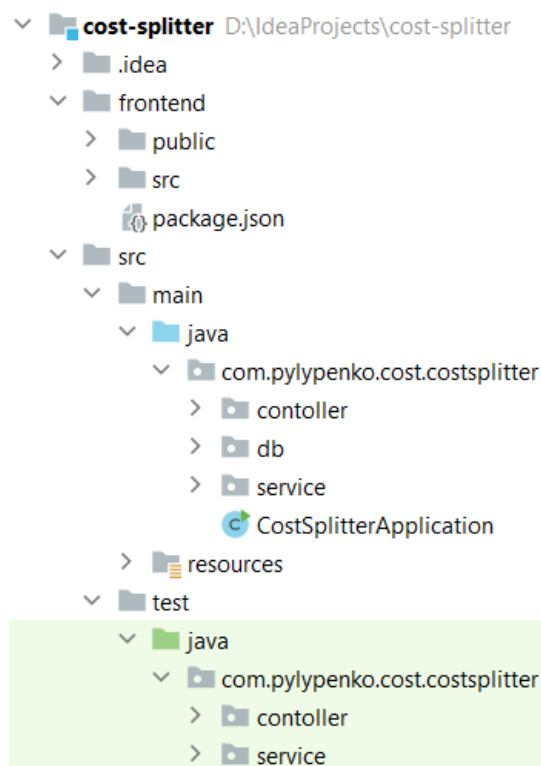 cost-splitter D:\IdeaProjects\cost-splitter
.idea
frontend
public
src
package.json
src
main
java
com.pylypenko.cost.costsplitter
contoller
db
service
CostSplitterApplication
resources
test
java
com.pylypenko.cost.costsplitter
contoller
service